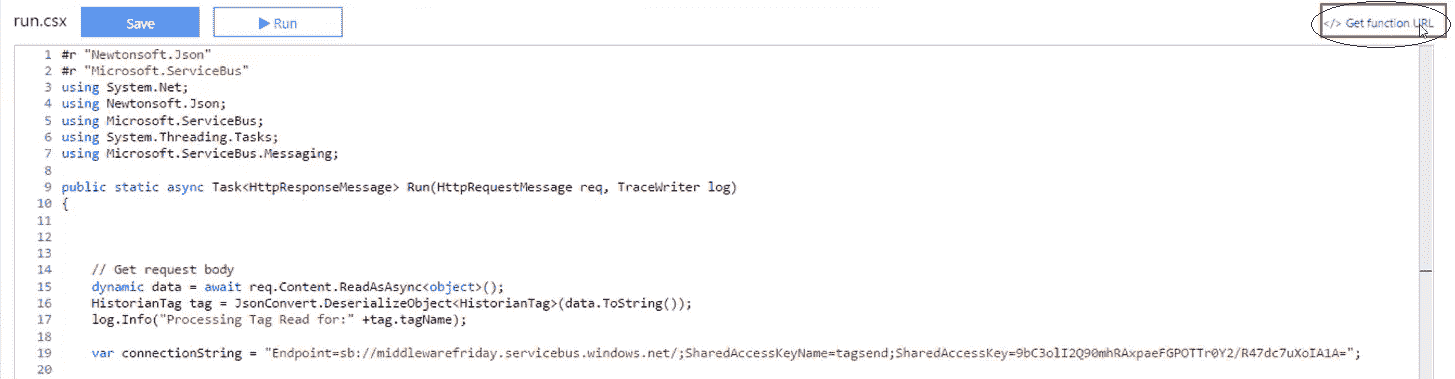 run.csx Save Run </> Get function URL
1 #r "Newtonsoft.Json"
2 #r "Microsoft.ServiceBus"
3 using System.Net;
4 using Newtonsoft.Json;
5 using Microsoft.ServiceBus;
6 using System.Threading.Tasks;
7 using Microsoft.ServiceBus.Messaging;
8
9 public static async Task<HttpResponseMessage> Run(HttpRequestMessage req, TraceWriter log)
10 {
11
12
13
14 // Get request body
15 dynamic data = await req.Content.ReadAsAsync<object>();
16 HistorianTag tag = JsonConvert.DeserializeObject<HistorianTag>(data.ToString());
17 log.Info("Processing Tag Read for:" +tag.tagName);
18
19 var connectionString = "Endpoint=sb://middlewarefriday.servicebus.windows.net/;SharedAccessKeyName=tagsend;SharedAccessKey=9bC3olI2Q90mhRAxpaeFGPOTTr0Y2/R47dc7uXoIA1A=";
20